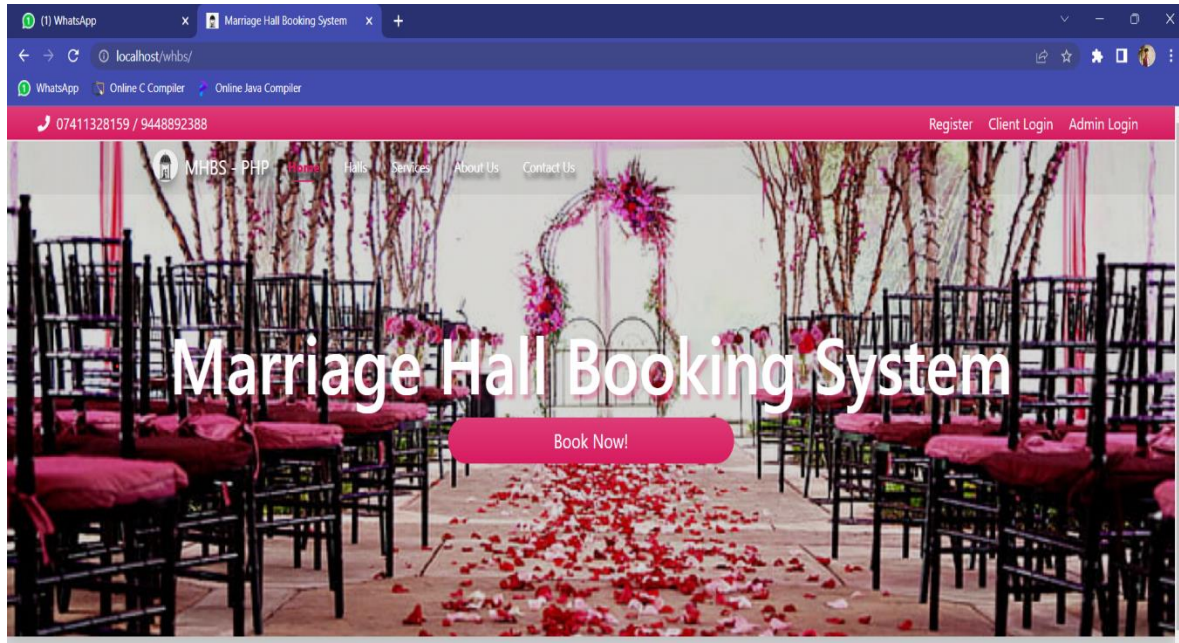 (1) WhatsApp Marriage Hall Booking System
localhost/whbs/
WhatsApp Online C Compiler Online Java Compiler
07411328159 / 9448892388 Register Client Login Admin Login
MHBS - PHP Home Halls Services About Us Contact Us
Marriage Hall Booking System
Book Now!